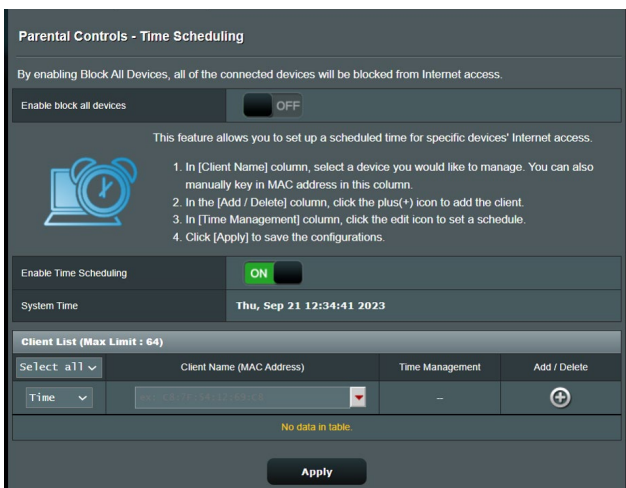 Parental Controls - Time Scheduling
By enabling Block All Devices, all of the connected devices will be blocked from Internet access.
Enable block all devices
OFF
This feature allows you to set up a scheduled time for specific devices' Internet access.
1. In [Client Name] column, select a device you would like to manage. You can also
manually key in MAC address in this column.
2. In the [Add / Delete] column, click the plus(+) icon to add the client.
3. In [Time Management] column, click the edit icon to set a schedule.
4. Click [Apply] to save the configurations.
Enable Time Scheduling
ON
System Time
Thu, Sep 21 12:34:41 2023
Client List (Max Limit : 64)
Select all
Client Name (MAC Address)
Time Management
Add / Delete
Time
–
No data in table.
Apply